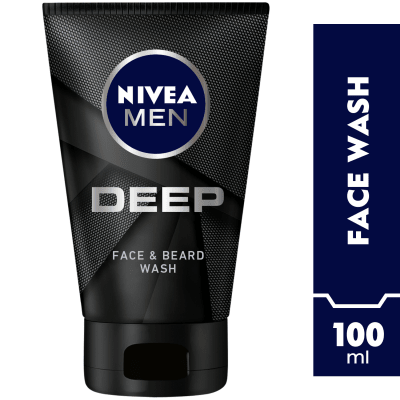 NIVEA
MEN
DEEP
FACE & BEARD
WASH
FACE WASH
100
ml